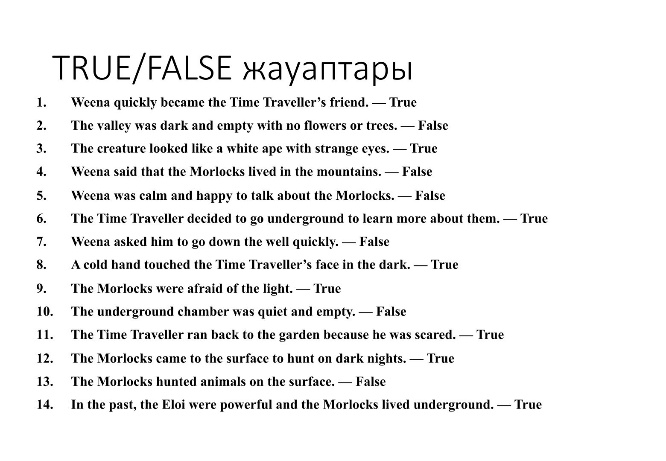 TRUE/FALSE жауаптары
1. Weena quickly became the Time Traveller’s friend. — True
2. The valley was dark and empty with no flowers or trees. — False
3. The creature looked like a white ape with strange eyes. — True
4. Weena said that the Morlocks lived in the mountains. — False
5. Weena was calm and happy to talk about the Morlocks. — False
6. The Time Traveller decided to go underground to learn more about them. — True
7. Weena asked him to go down the well quickly. — False
8. A cold hand touched the Time Traveller’s face in the dark. — True
9. The Morlocks were afraid of the light. — True
10. The underground chamber was quiet and empty. — False
11. The Time Traveller ran back to the garden because he was scared. — True
12. The Morlocks came to the surface to hunt on dark nights. — True
13. The Morlocks hunted animals on the surface. — False
14. In the past, the Eloi were powerful and the Morlocks lived underground. — True